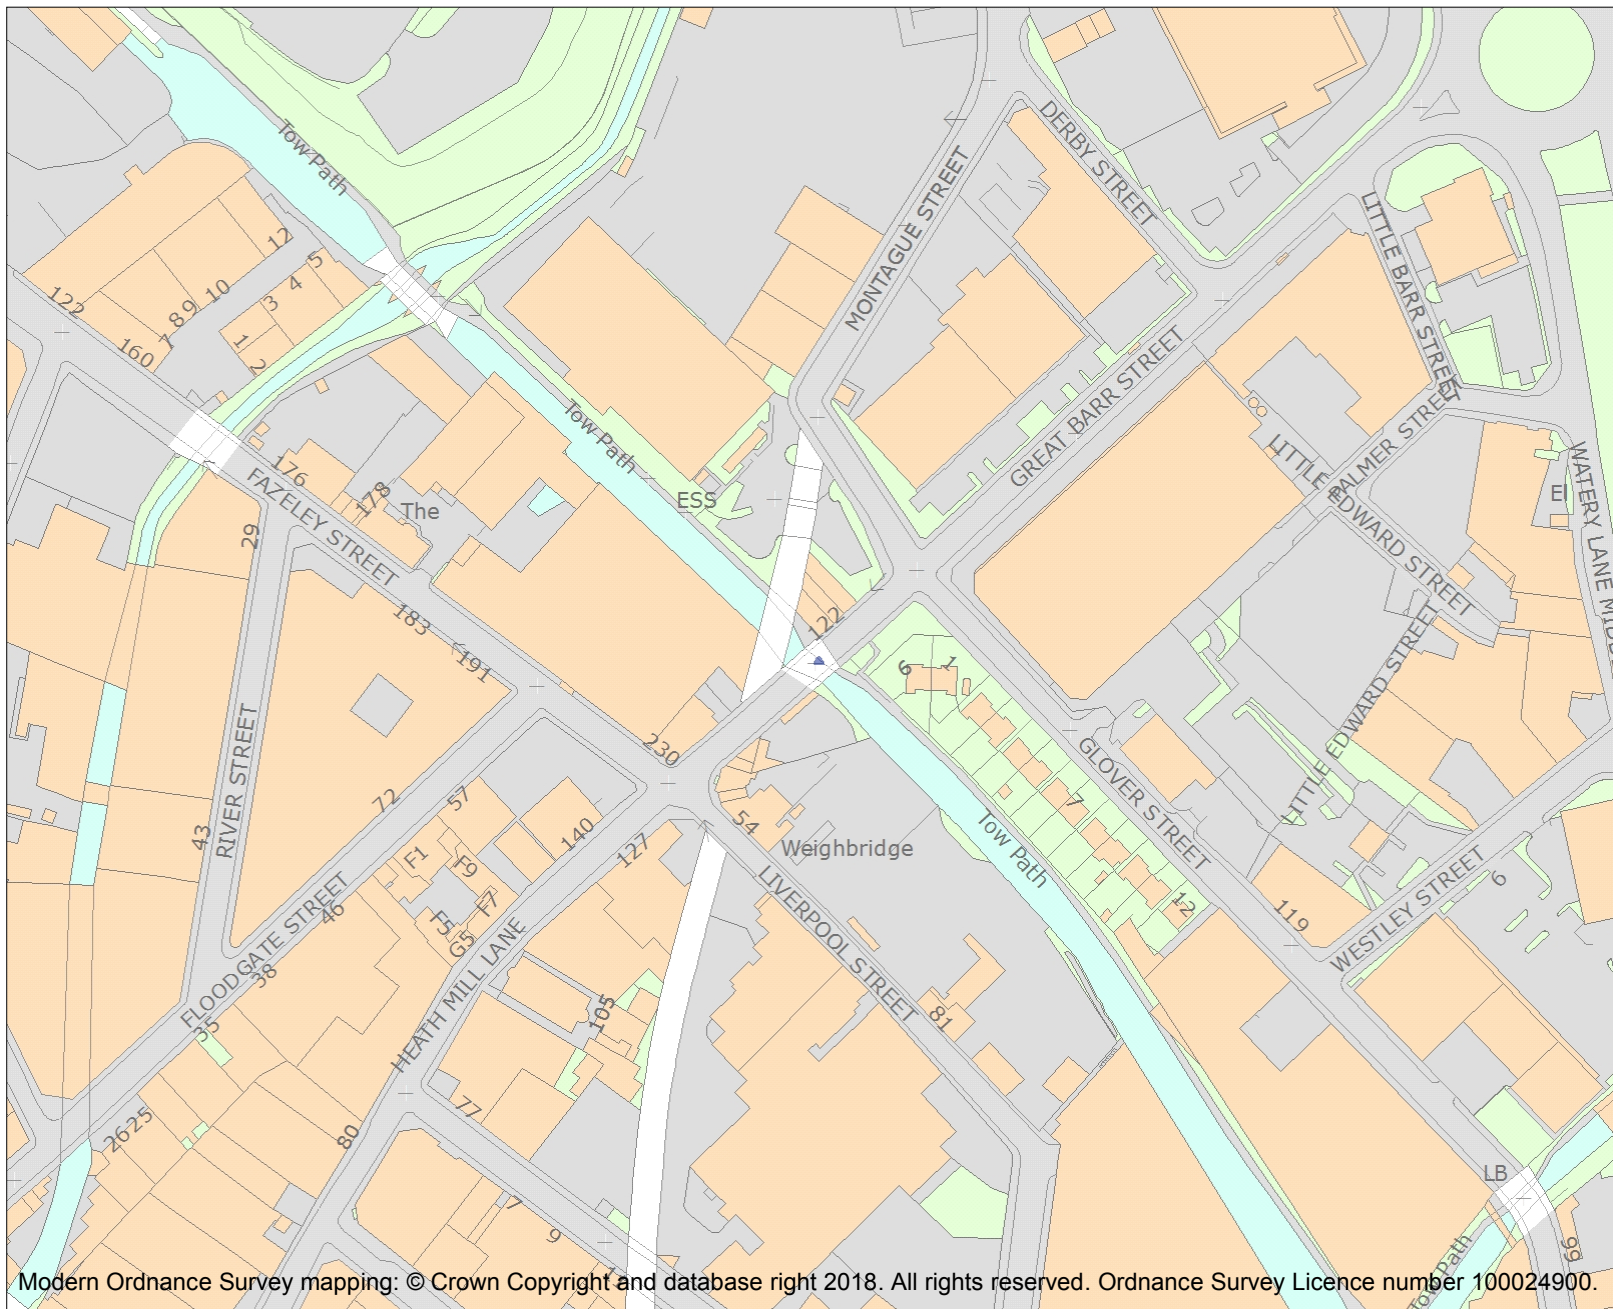 Tow Path
DERBY STREET
MONTAGUE STREET
LITTLE BARR STREET
12
5
4
3
10
9
8
7
1
2
122
160
GREAT BARR STREET
Tow Path
PALMER STREET
LITTLE EDWARD STREET
WATERY LANE
El
176
178
The
ESS
FAZELEY STREET
29
183
191
122
6
1
LITTLE EDWARD STREET
RIVER STREET
43
72
57
230
GLOVER STREET
7
Tow Path
54
Weighbridge
140
127
F1
F9
F7
F5
G5
46
38
35
FLOODGATE STREET
LIVERPOOL STREET
12
119
WESTLEY STREET
6
HEATH MILL LANE
105
81
77
80
26
25
7
9
LB
99
Tow Path
Modern Ordnance Survey mapping: © Crown Copyright and database right 2018. All rights reserved. Ordnance Survey Licence number 100024900.